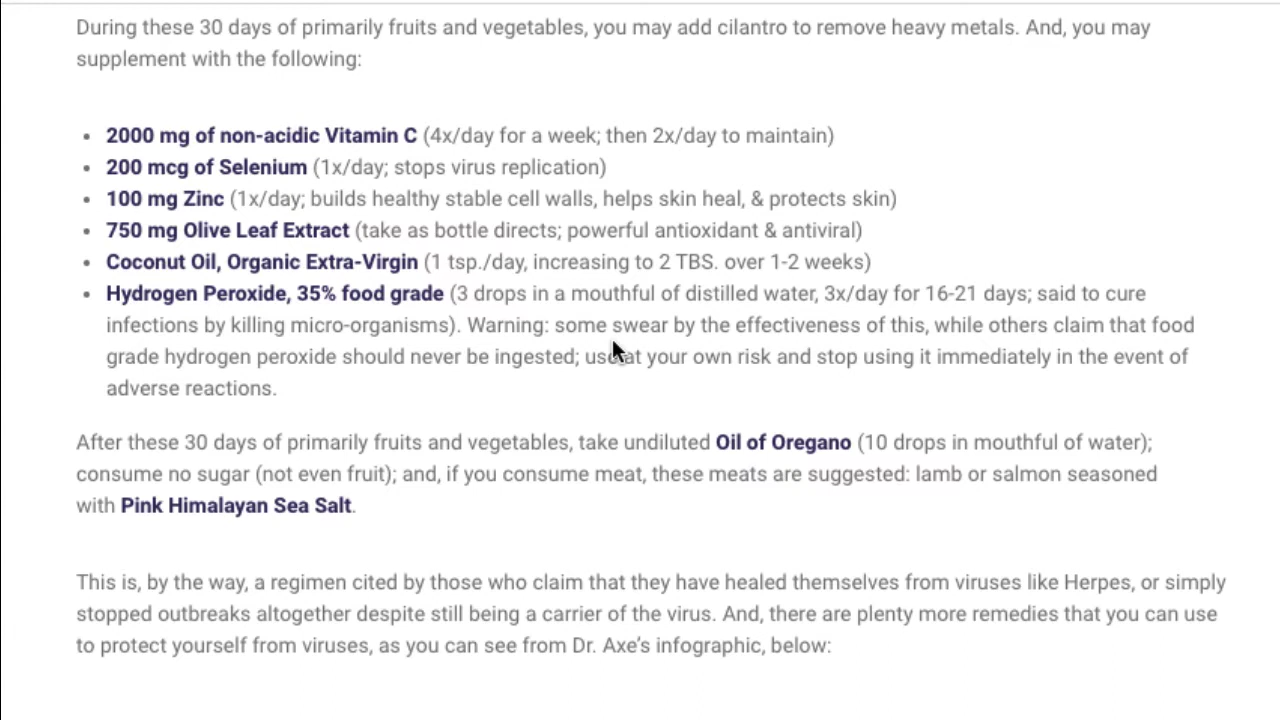 During these 30 days of primarily fruits and vegetables, you may add cilantro to remove heavy metals. And, you may
supplement with the following:
• 2000 mg of non-acidic Vitamin C (4x/day for a week; then 2x/day to maintain)
• 200 mcg of Selenium (1x/day; stops virus replication)
• 100 mg Zinc (1x/day; builds healthy stable cell walls, helps skin heal, & protects skin)
• 750 mg Olive Leaf Extract (take as bottle directs; powerful antioxidant & antiviral)
• Coconut Oil, Organic Extra-Virgin (1 tsp./day, increasing to 2 TBS. over 1-2 weeks)
• Hydrogen Peroxide, 35% food grade (3 drops in a mouthful of distilled water, 3x/day for 16-21 days; said to cure
infections by killing micro-organisms). Warning: some swear by the effectiveness of this, while others claim that food
grade hydrogen peroxide should never be ingested; use at your own risk and stop using it immediately in the event of
adverse reactions.
After these 30 days of primarily fruits and vegetables, take undiluted Oil of Oregano (10 drops in mouthful of water);
consume no sugar (not even fruit); and, if you consume meat, these meats are suggested: lamb or salmon seasoned
with Pink Himalayan Sea Salt.
This is, by the way, a regimen cited by those who claim that they have healed themselves from viruses like Herpes, or simply
stopped outbreaks altogether despite still being a carrier of the virus. And, there are plenty more remedies that you can use
to protect yourself from viruses, as you can see from Dr. Axe's infographic, below: